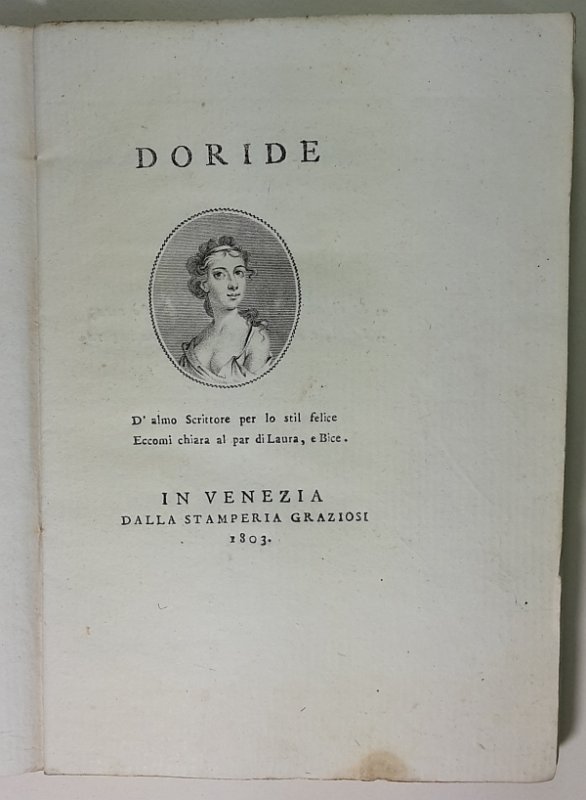 DORIDE
D' almo Scrittore per lo stil felice
Eccomi chiara al par di Laura, e Bice.
IN VENEZIA
DALLA STAMPERIA GRAZIOSI
1803.